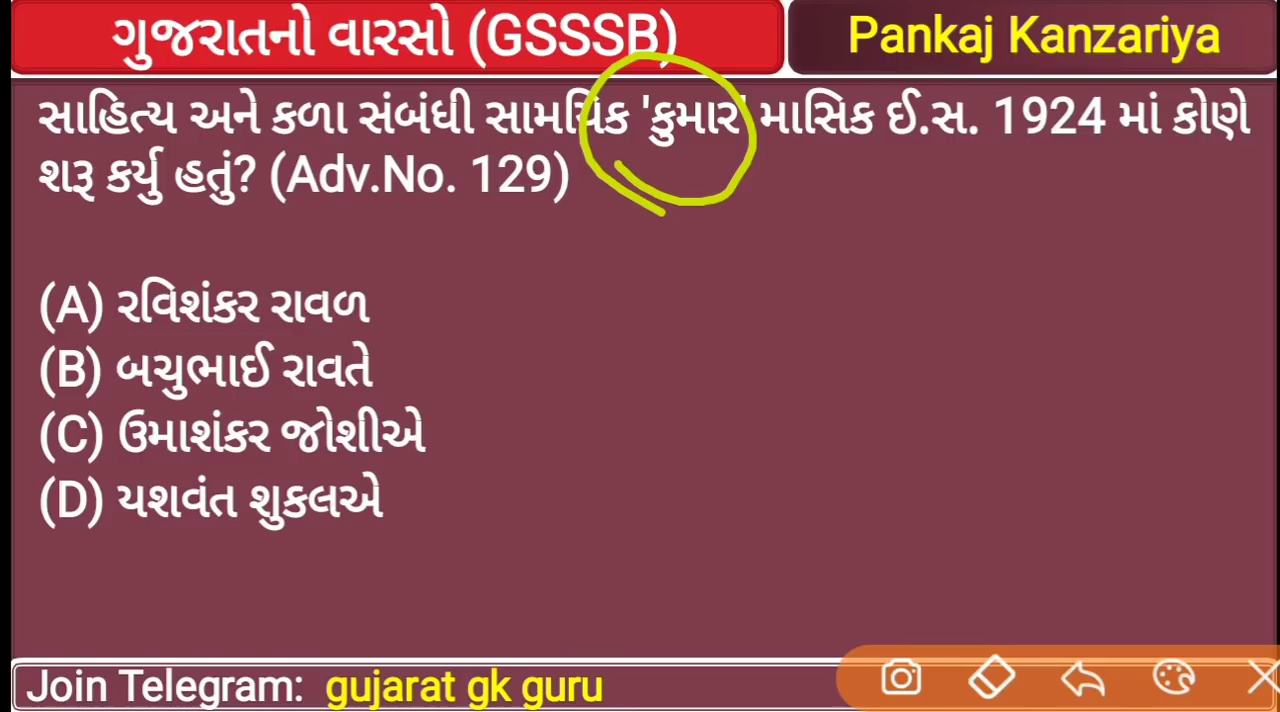 ગુજરાતનો વારસો (GSSSB)
Pankaj Kanzariya
સાહિત્ય અને કળા સંબંધી સામયિક 'કુમાર' માસિક ઈ.સ. 1924 માં કોણે
શરૂ કર્યુ હતું? (Adv.No. 129)
(A) રવિશંકર રાવળ
(B) બચુભાઈ રાવતે
(C) ઉમાશંકર જોશીએ
(D) યશવંત શુકલએ
Join Telegram: gujarat gk guru